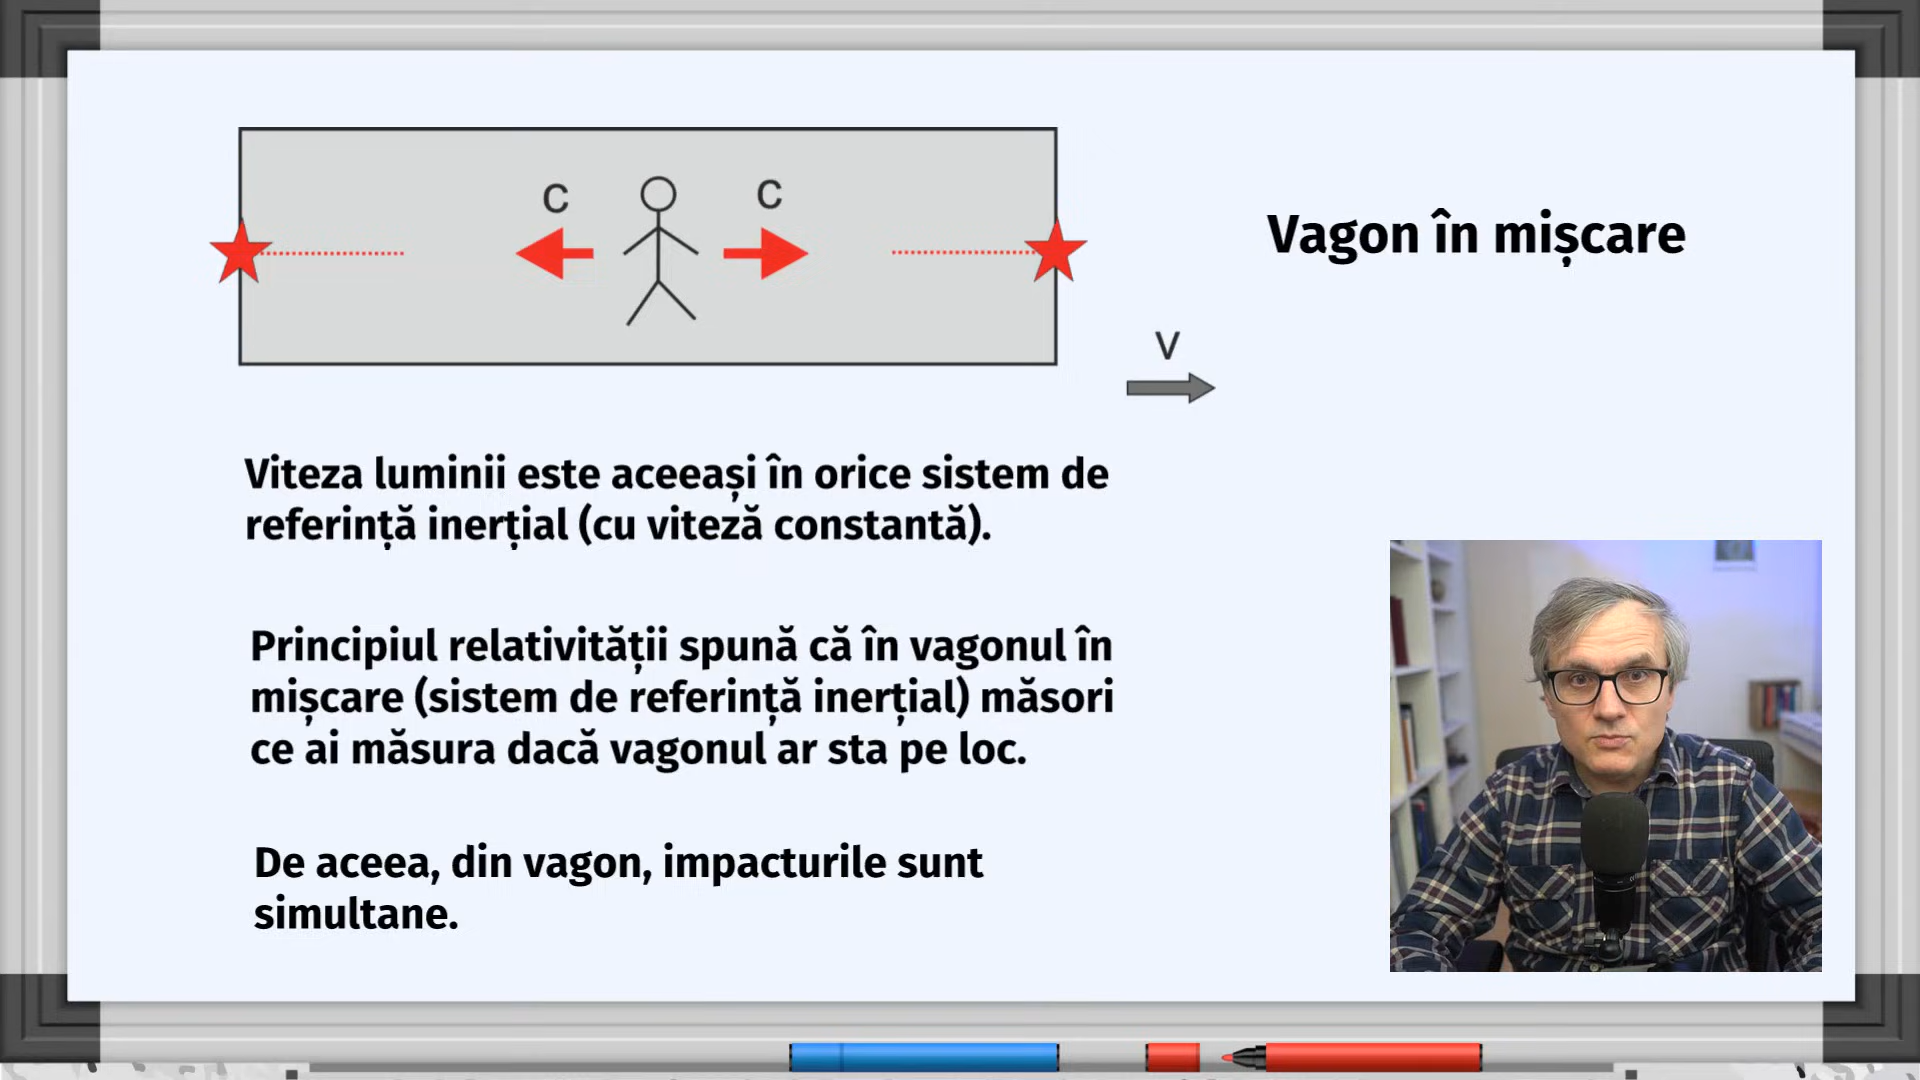 C C
Vagon în mișcare
V
Viteza luminii este aceeași în orice sistem de
referință inerțial (cu viteză constantă).
Principiul relativității spună că în vagonul în
mișcare (sistem de referință inerțial) măsori
ce ai măsura dacă vagonul ar sta pe loc.
De aceea, din vagon, impacturile sunt
simultane.